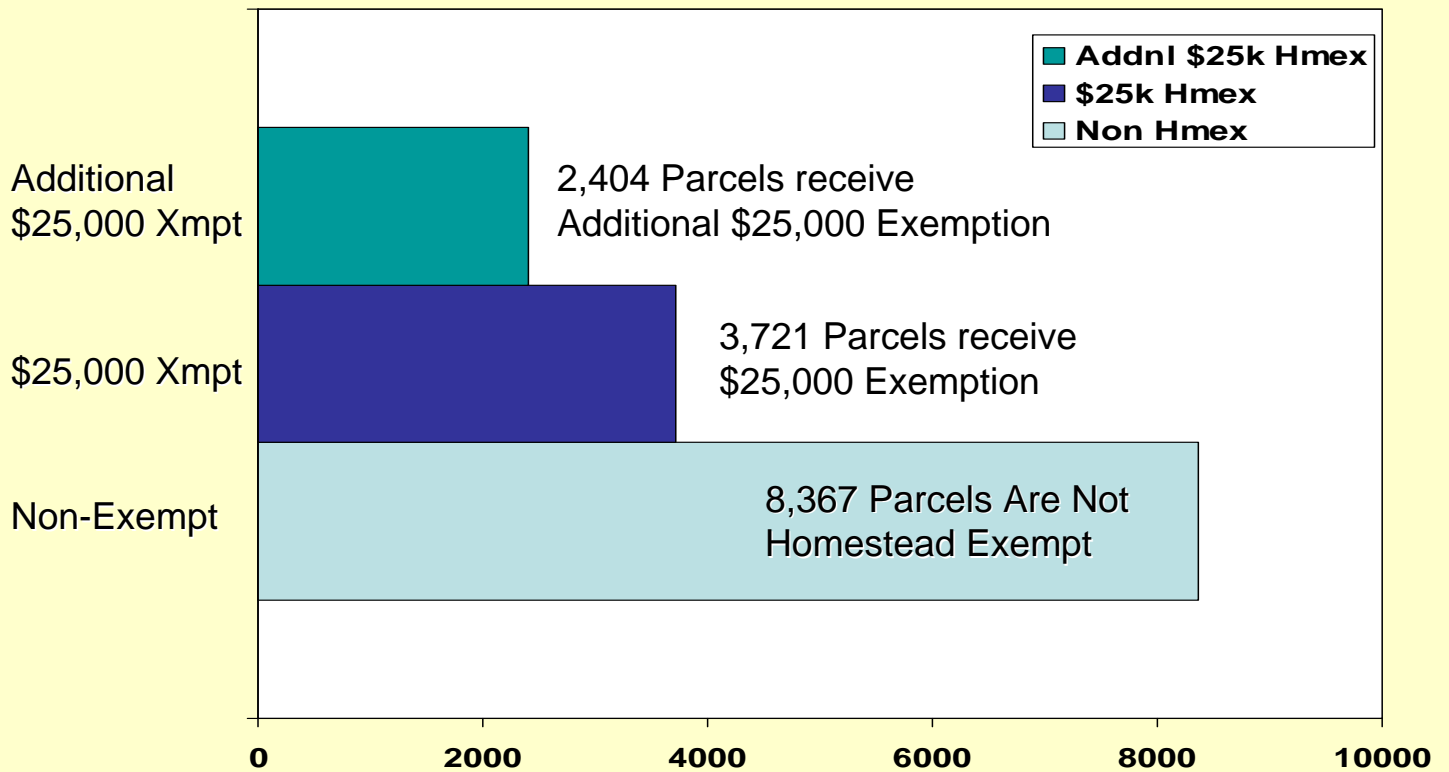 Addnl $25k Hmex
$25k Hmex
Non Hmex
Additional
$25,000 Xmpt
2,404 Parcels receive
Additional $25,000 Exemption
$25,000 Xmpt
3,721 Parcels receive
$25,000 Exemption
Non-Exempt
8,367 Parcels Are Not
Homestead Exempt
0 2000 4000 6000 8000 10000